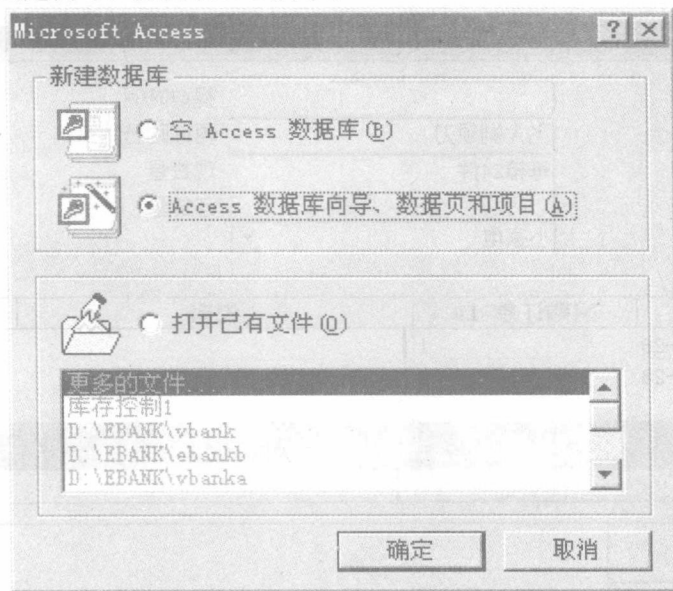 Microsoft Access
新建数据库
空 Access 数据库(B)
Access 数据库向导、数据页和项目(A)
打开已有文件(O)
更多的文件...
库存控制1
D:\EBANK\vbank
D:\EBANK\ebankb
D:\EBANK\vbanka
确定
取消